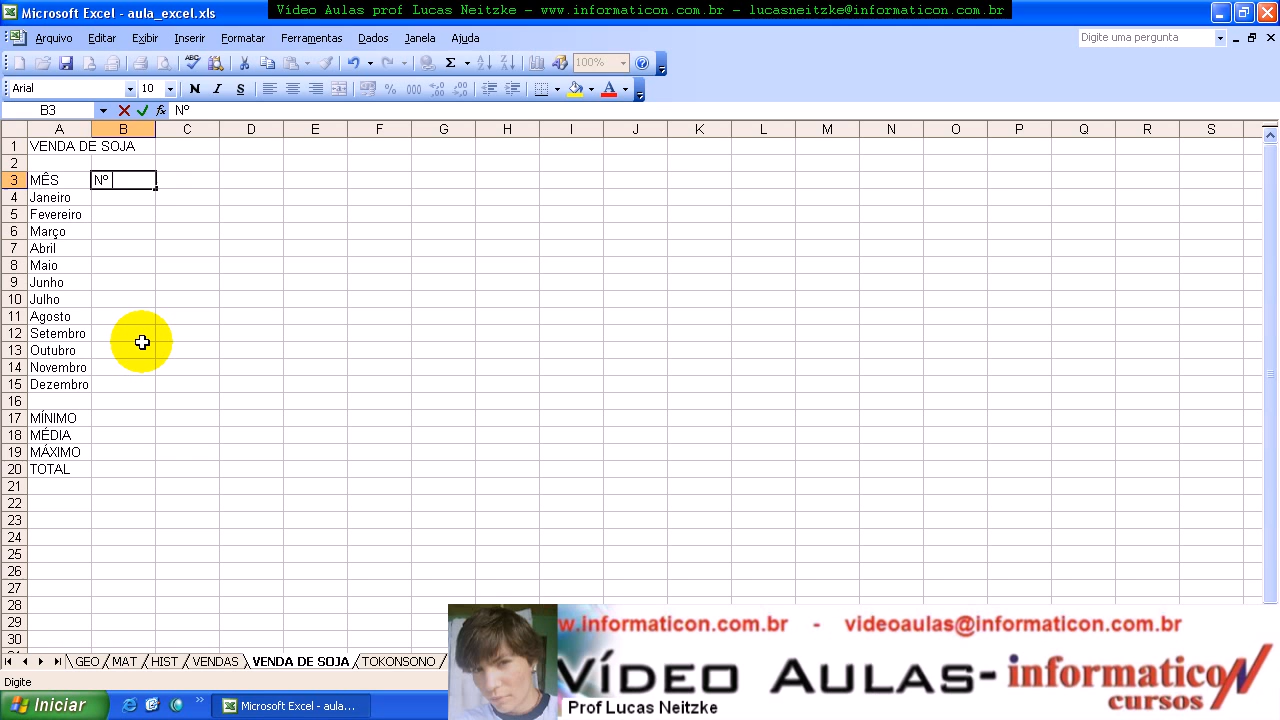 Microsoft Excel - aula_excel.xls
Vídeo Aulas prof Lucas Neitzke - www.informaticon.com.br - lucasneitzke@informaticon.com.br
Arquivo Editar Exibir Inserir Formatar Ferramentas Dados Janela Ajuda
Digite uma pergunta
100%
Arial 10 N I S
B3 fx Nº
A B C D E F G H I J K L M N O P Q R S
1 VENDA DE SOJA
2
3 MÊS Nº
4 Janeiro
5 Fevereiro
6 Março
7 Abril
8 Maio
9 Junho
10 Julho
11 Agosto
12 Setembro
13 Outubro
14 Novembro
15 Dezembro
16
17 MÍNIMO
18 MÉDIA
19 MÁXIMO
20 TOTAL
21
22
23
24
25
26
27
28
29
30
GEO MAT HIST VENDAS VENDA DE SOJA TOKONSONO
Digite
Iniciar
Microsoft Excel - aula...
w.informaticon.com.br - videoaulas@informaticon.com.br
VÍDEO AULAS- informaticoN
cursos
Prof Lucas Neitzke